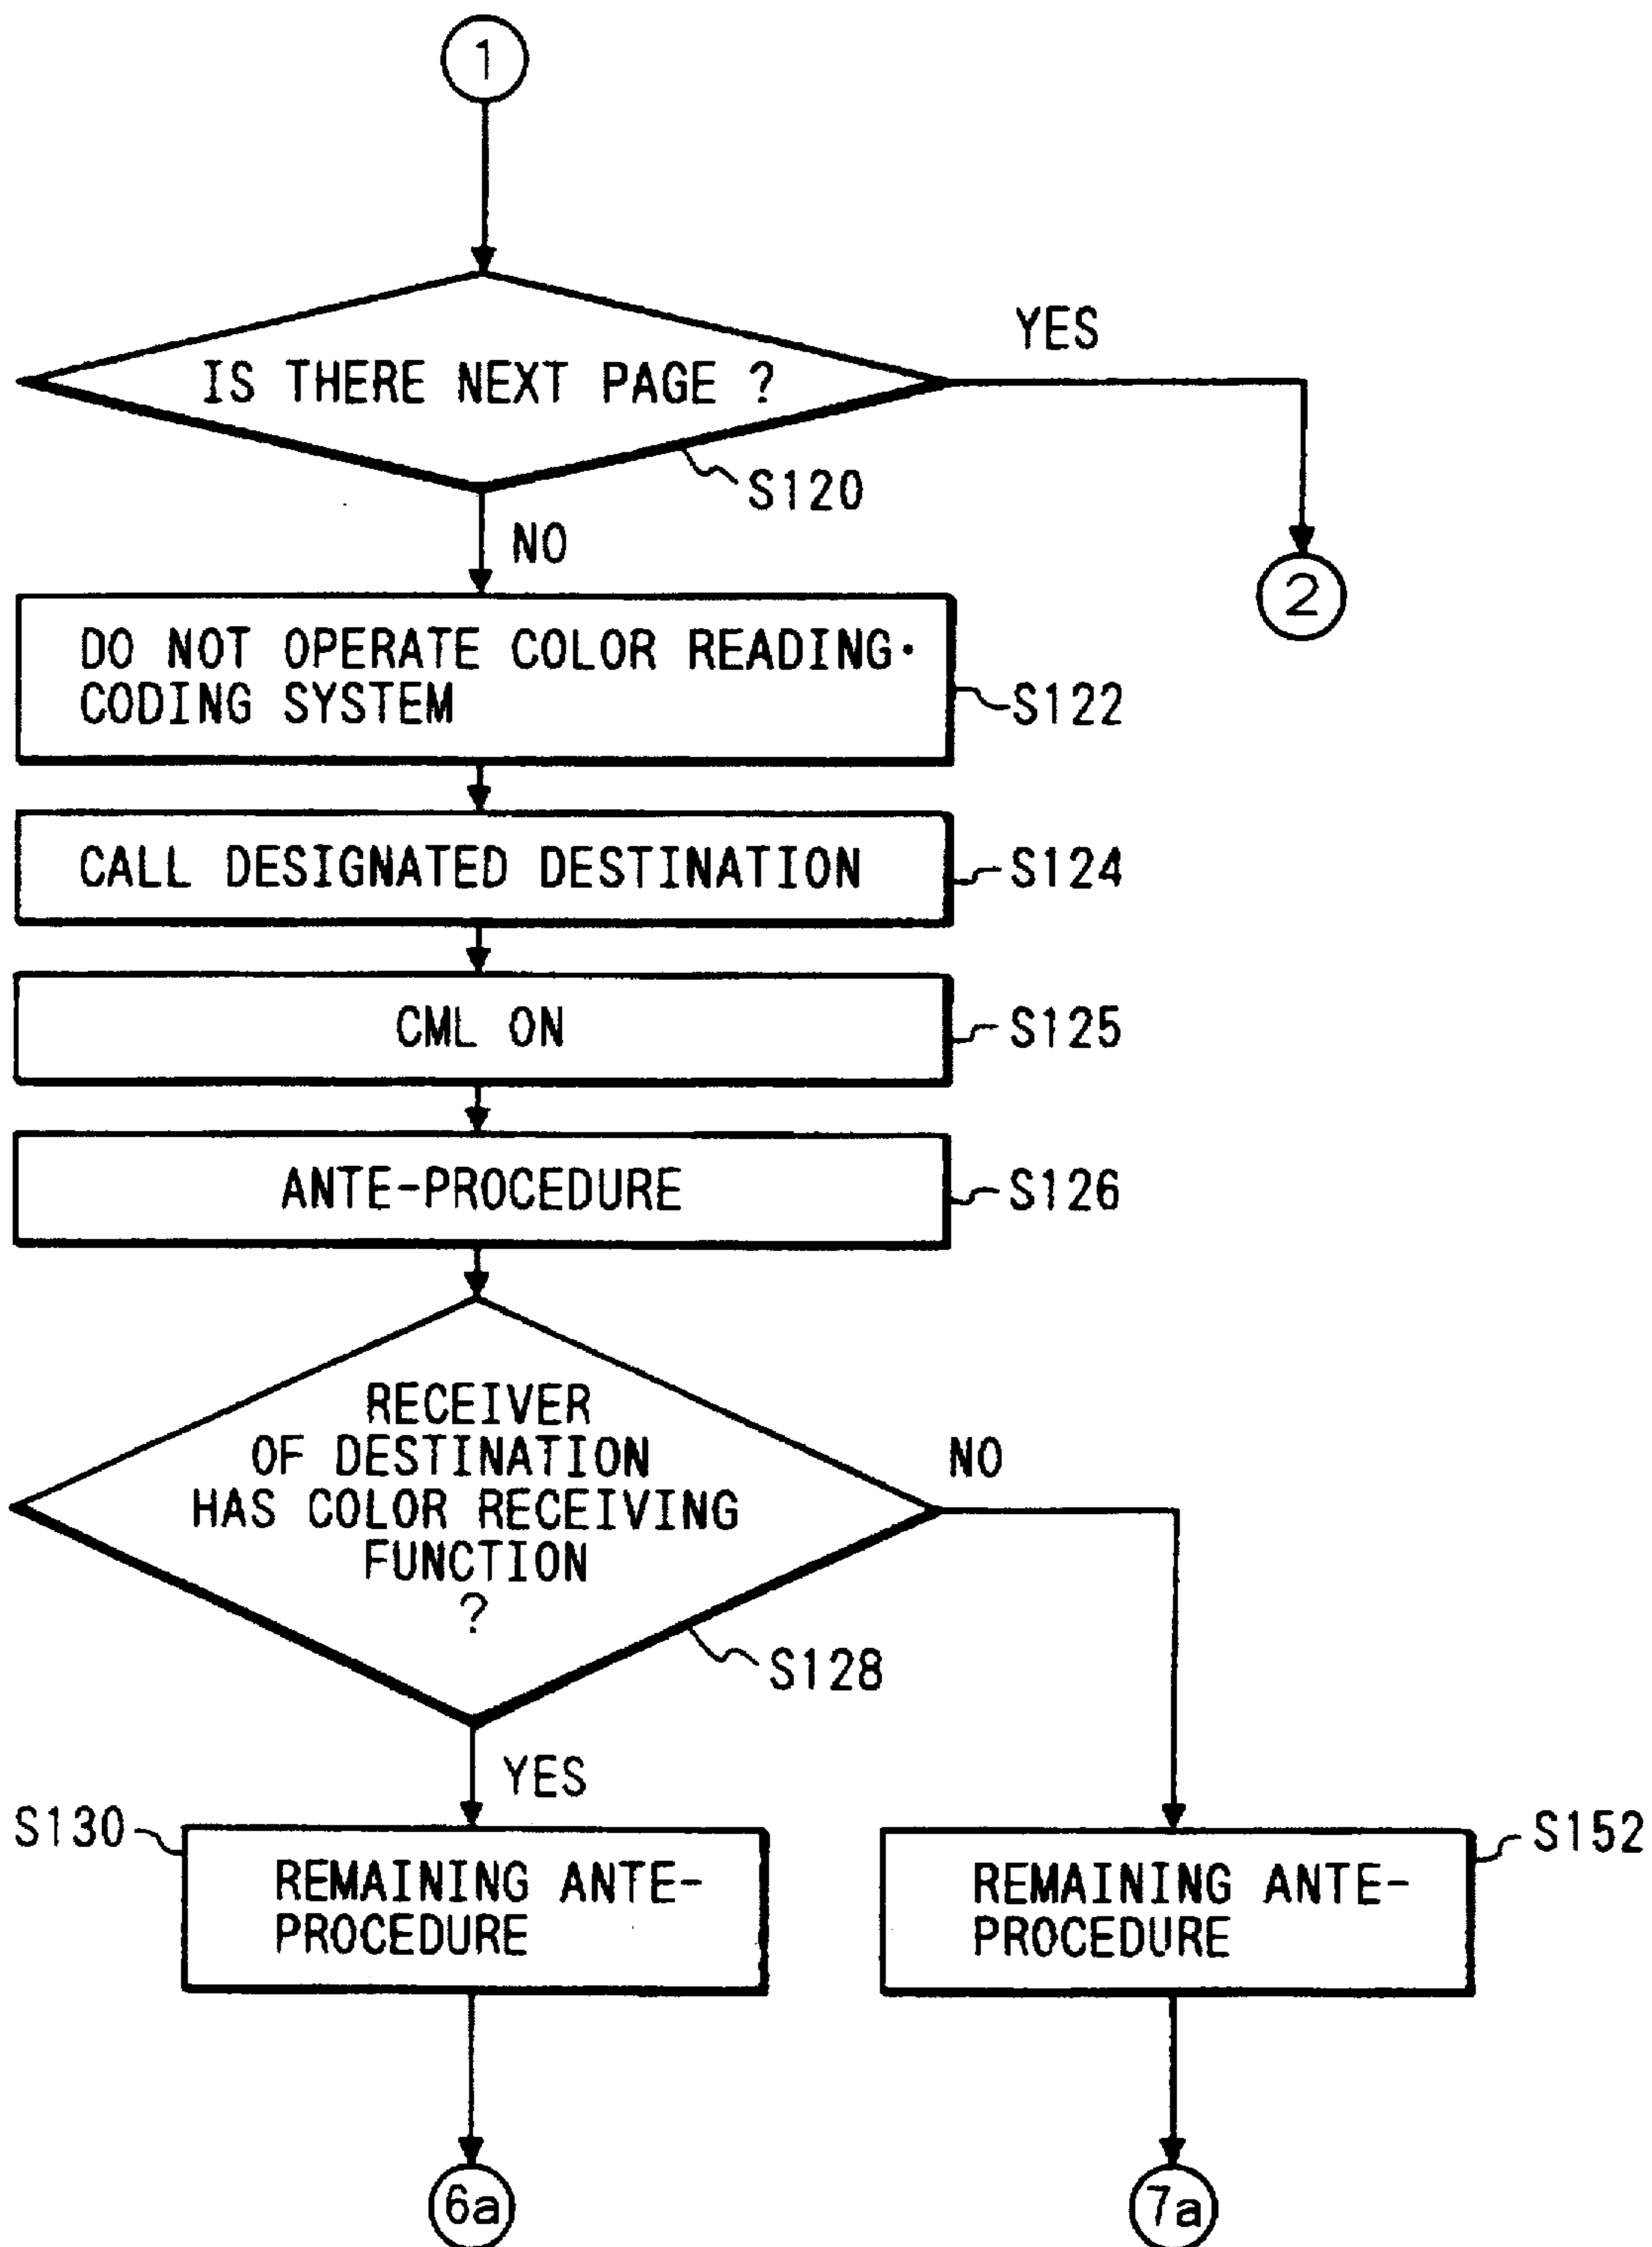 1
IS THERE NEXT PAGE ?
YES
S120
NO
2
DO NOT OPERATE COLOR READING·
CODING SYSTEM
S122
CALL DESIGNATED DESTINATION
S124
CML ON
S125
ANTE-PROCEDURE
S126
RECEIVER
OF DESTINATION
HAS COLOR RECEIVING
FUNCTION
?
NO
S128
YES
S130
REMAINING ANTE-
PROCEDURE
S152
REMAINING ANTE-
PROCEDURE
6a
7a